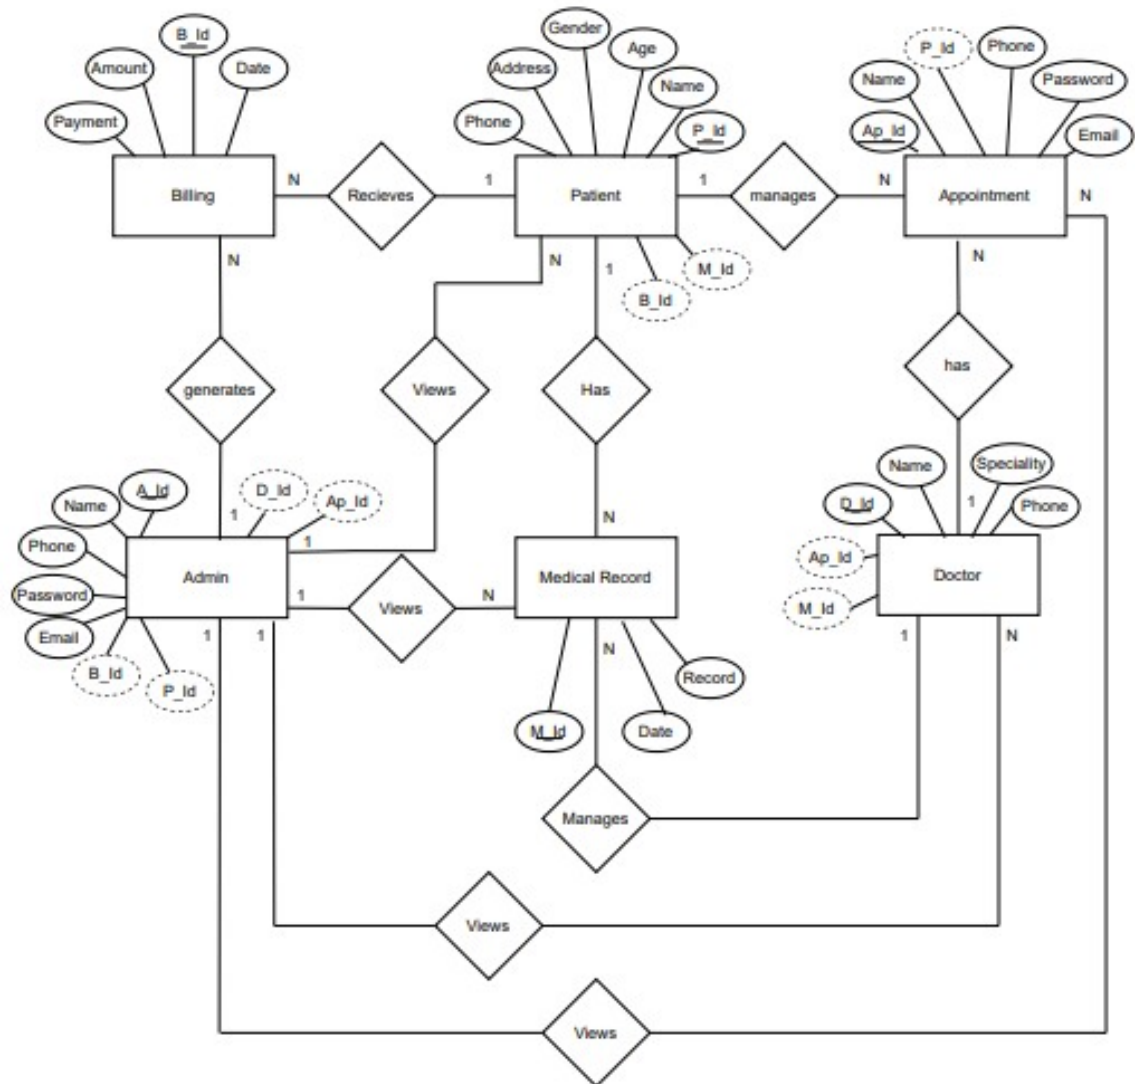 B_Id
Amount
Date
Payment
Billing
N
Recieves
1
Gender
Address
Age
Name
Phone
P_Id
Patient
1
manages
N
P_Id
Phone
Name
Password
Ap_Id
Email
Appointment
N
N
N
1
M_Id
B_Id
N
generates
Views
Has
has
A_Id
D_Id
Ap_Id
Name
Phone
Password
Email
B_Id
P_Id
Admin
1
1
1
Views
N
N
Medical Record
N
Record
M_Id
Date
Name
Speciality
D_Id
1
Phone
Ap_Id
M_Id
Doctor
1
1
1
N
Manages
Views
Views